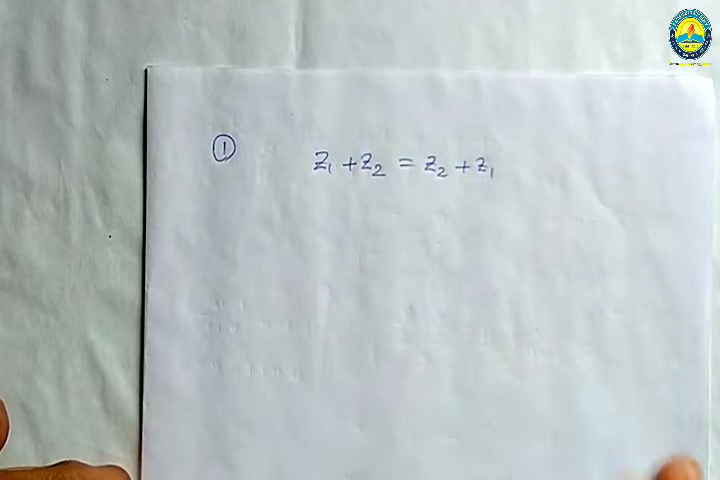 ① z₁ + z₂ = z₂ + z₁